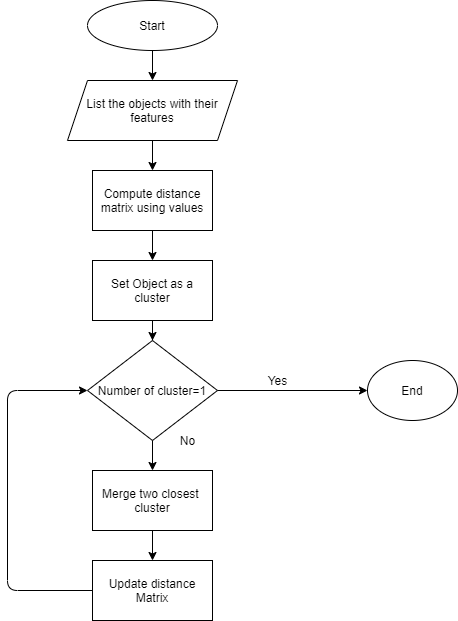 Start
List the objects with their
features
Compute distance
matrix using values
Set Object as a
cluster
Number of cluster=1
Yes
End
No
Merge two closest
cluster
Update distance
Matrix